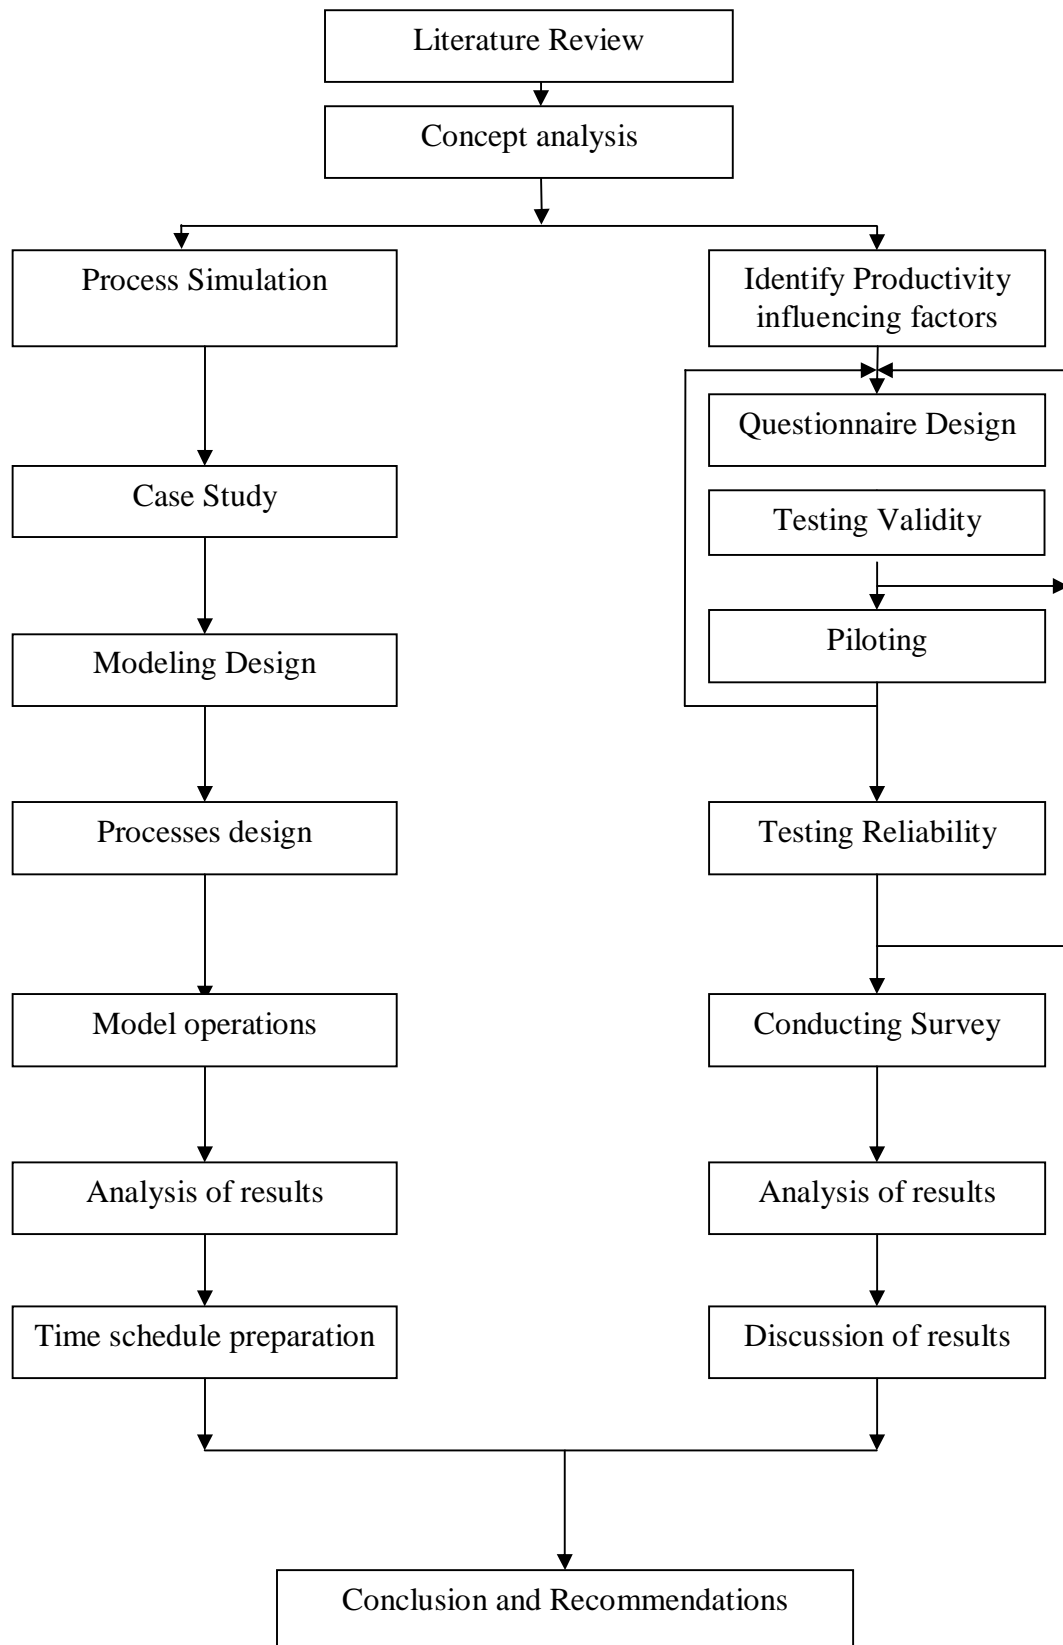 Literature Review
Concept analysis
Process Simulation
Identify Productivity
influencing factors
Questionnaire Design
Case Study
Testing Validity
Modeling Design
Piloting
Processes design
Testing Reliability
Model operations
Conducting Survey
Analysis of results
Analysis of results
Time schedule preparation
Discussion of results
Conclusion and Recommendations